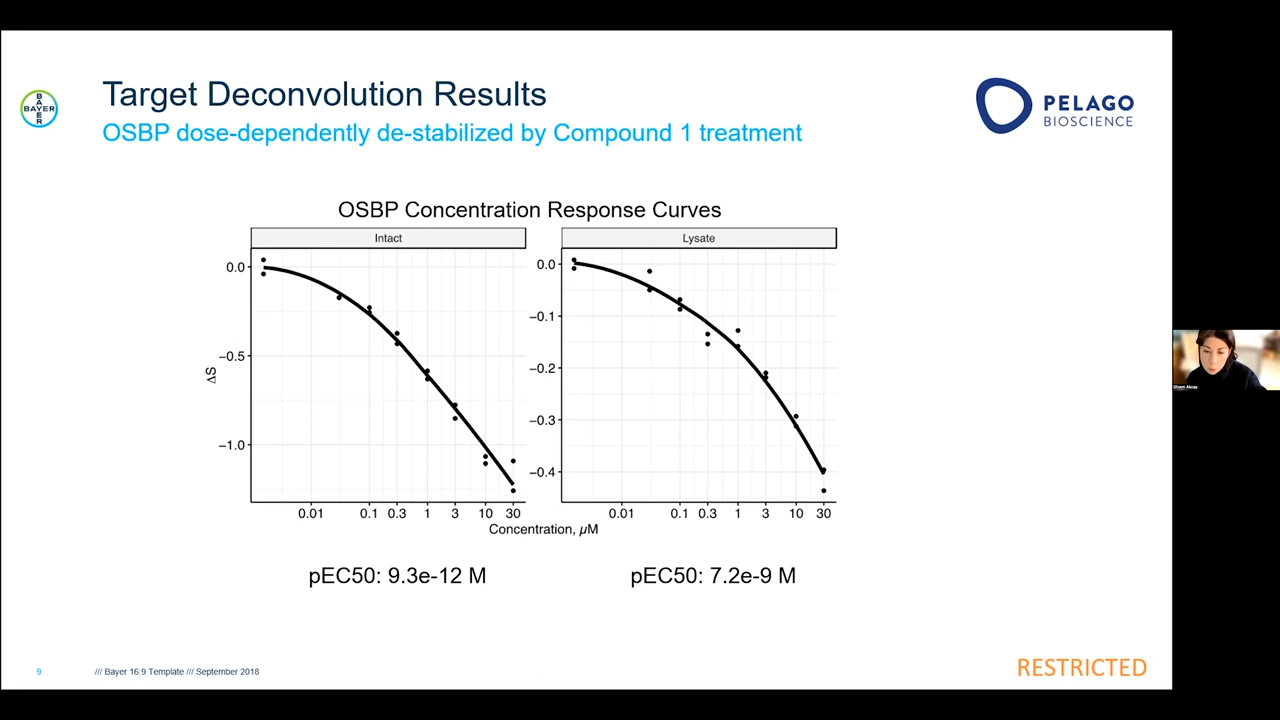 BAYER
BAYER
Target Deconvolution Results
OSBP dose-dependently de-stabilized by Compound 1 treatment
PELAGO
BIOSCIENCE
OSBP Concentration Response Curves
Intact
Lysate
0.0
−0.5
−1.0
ΔS
0.0
−0.1
−0.2
−0.3
−0.4
0.01 0.1 0.3 1 3 10 30
0.01 0.1 0.3 1 3 10 30
Concentration, µM
pEC50: 9.3e-12 M
pEC50: 7.2e-9 M
9
/// Bayer 16:9 Template /// September 2018
RESTRICTED
Gizem Akcay